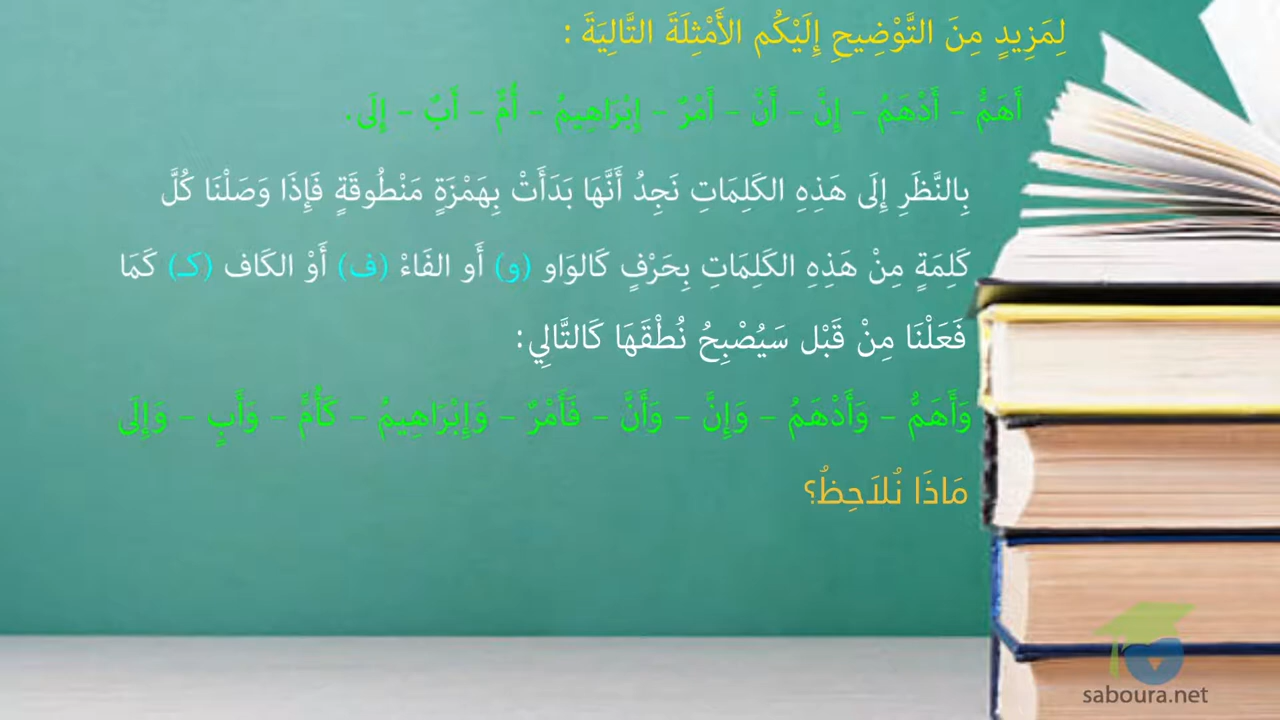 لِمَزِيدٍ مِنَ التَّوْضِيحِ إِلَيْكُم الأَمْثِلَةَ التَّالِيَةَ :
أَهَمُّ – أَدْهَمُ – إِنَّ – أَنَّ – أَمْرٌ – إِبْرَاهِيمُ – أُمٌّ – أَبٌ – إِلَى .
بِالنَّظَرِ إِلَى هَذِهِ الكَلِمَاتِ نَجِدُ أَنَّهَا بَدَأَتْ بِهَمْزَةٍ مَنْطُوقَةٍ فَإِذَا وَصَلْنَا كُلَّ
كَلِمَةٍ مِنْ هَذِهِ الكَلِمَاتِ بِحَرْفٍ كَالوَاو (و) أَو الفَاءْ (ف) أَوْ الكَاف (كـ) كَمَا
فَعَلْنَا مِنْ قَبْل سَيُصْبِحُ نُطْقَهَا كَالتَّالِي :
وَأَهَمُّ – وَأَدْهَمُ – وَإِنَّ – وَأَنَّ – فَأَمْرٌ – وَإِبْرَاهِيمُ – كَأُمٍّ – وَأَبٍ – وَإِلَى
مَاذَا نُلاَحِظُ؟
saboura.net